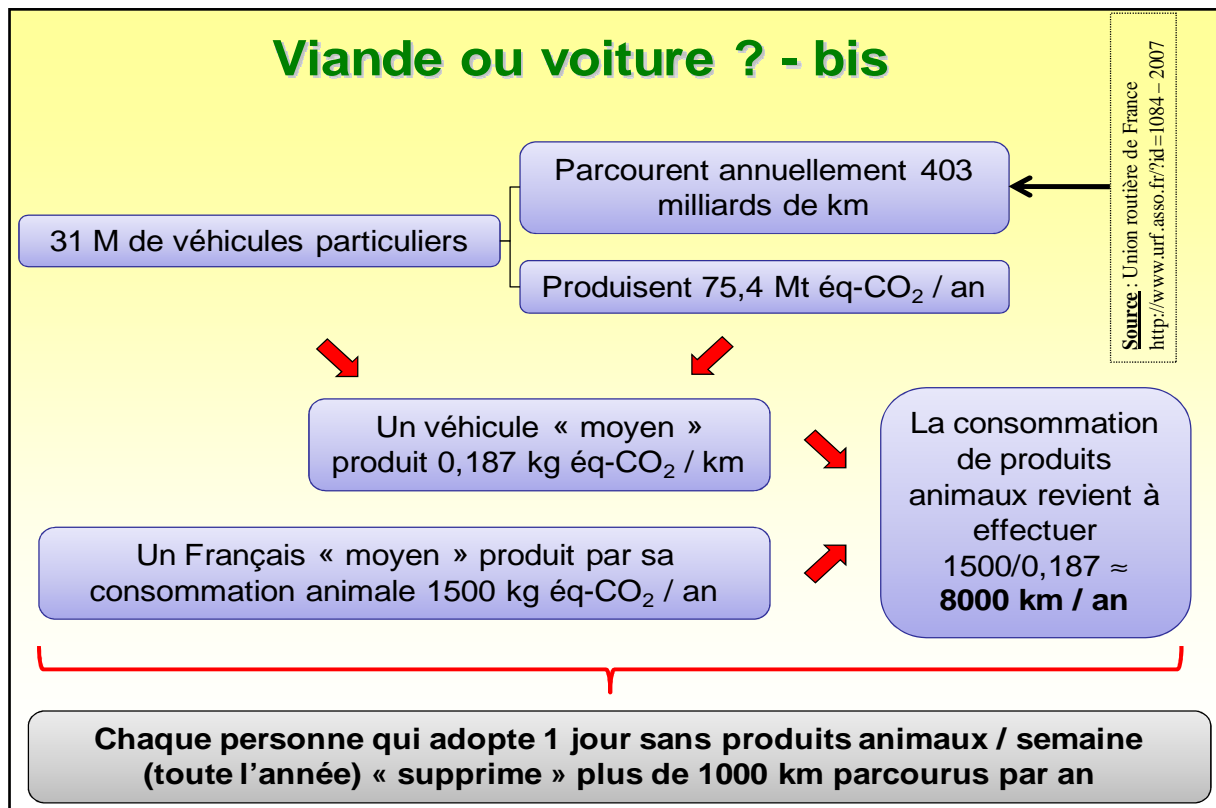 Viande ou voiture ? - bis
Source : Union routière de France
http://www.urf.asso.fr/?id=1084 – 2007
Parcourent annuellement 403
milliards de km
31 M de véhicules particuliers
Produisent 75,4 Mt éq-CO₂ / an
Un véhicule « moyen »
produit 0,187 kg éq-CO₂ / km
Un Français « moyen » produit par sa
consommation animale 1500 kg éq-CO₂ / an
La consommation
de produits
animaux revient à
effectuer
1500/0,187 ≈
8000 km / an
Chaque personne qui adopte 1 jour sans produits animaux / semaine
(toute l’année) « supprime » plus de 1000 km parcourus par an